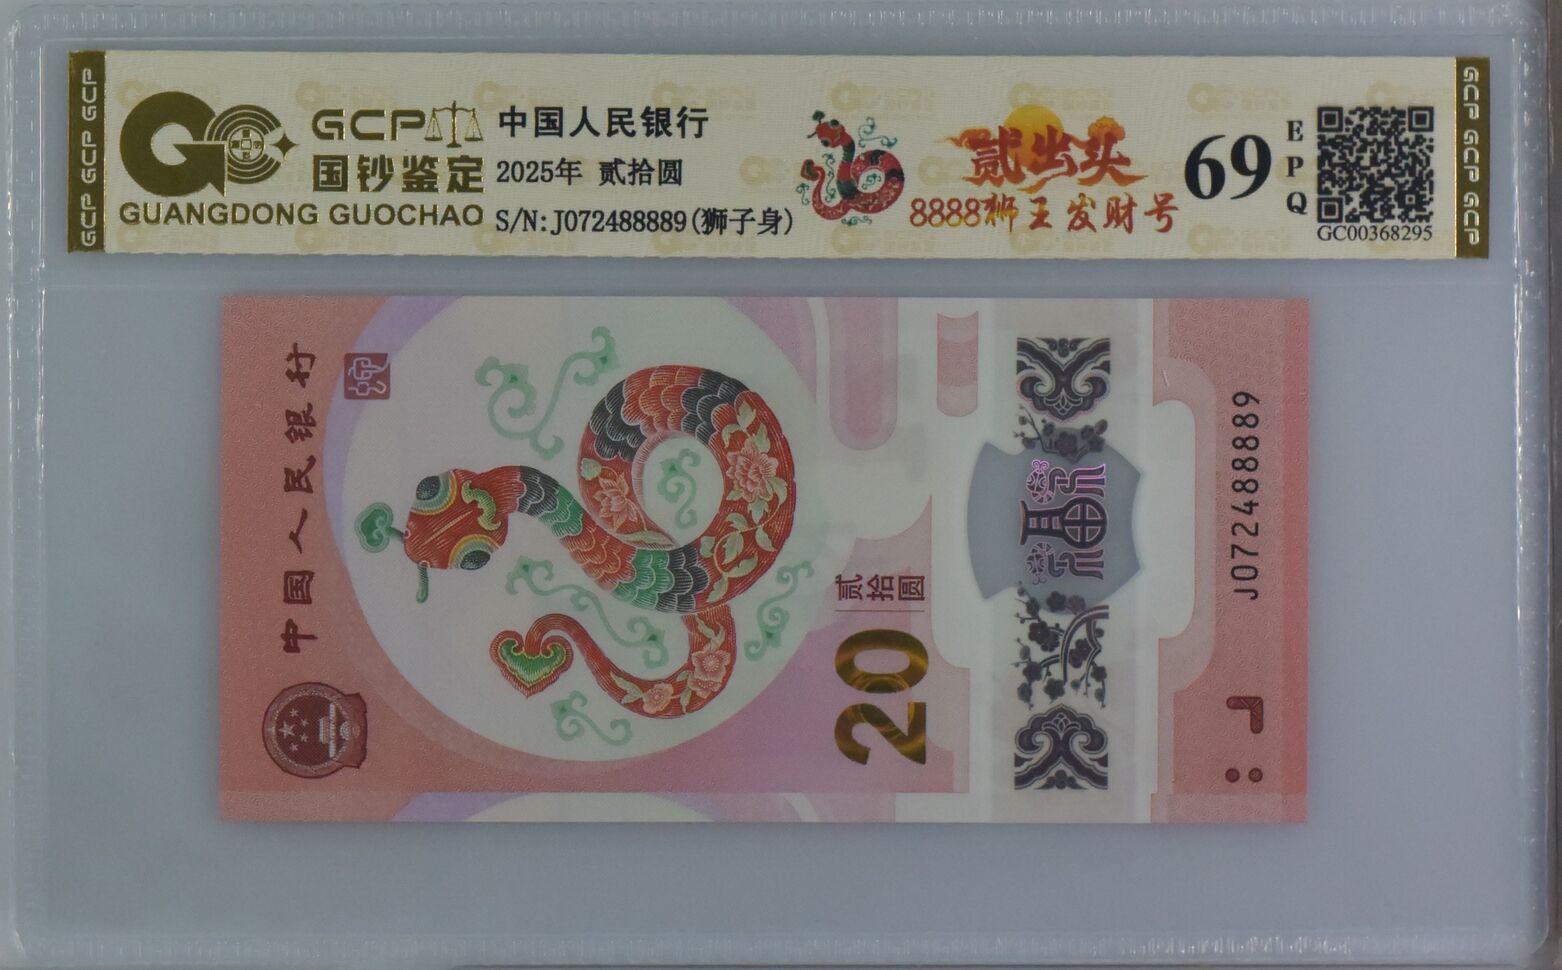 GCP GCP GCP
GCP
国钞鉴定
GUANGDONG GUOCHAO
中国人民银行
2025年 贰拾圆
S/N:J072488889(狮子身)
贰出头
8888狮王发财号
69
EPQ
GC00368295
GCP GCP GCP
中国人民银行
贰拾圆
20
福
J072488889